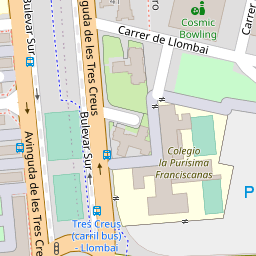 Bulevar Sur
Avinguda de les Tres Creus
Cosmic
Bowling
Carrer de Llombai
Avinguda de les Tres Creus
Bulevar Sur
Colegio
la Purísima
Franciscanas
P
Tres Creus
(carril bus)
- Llombai